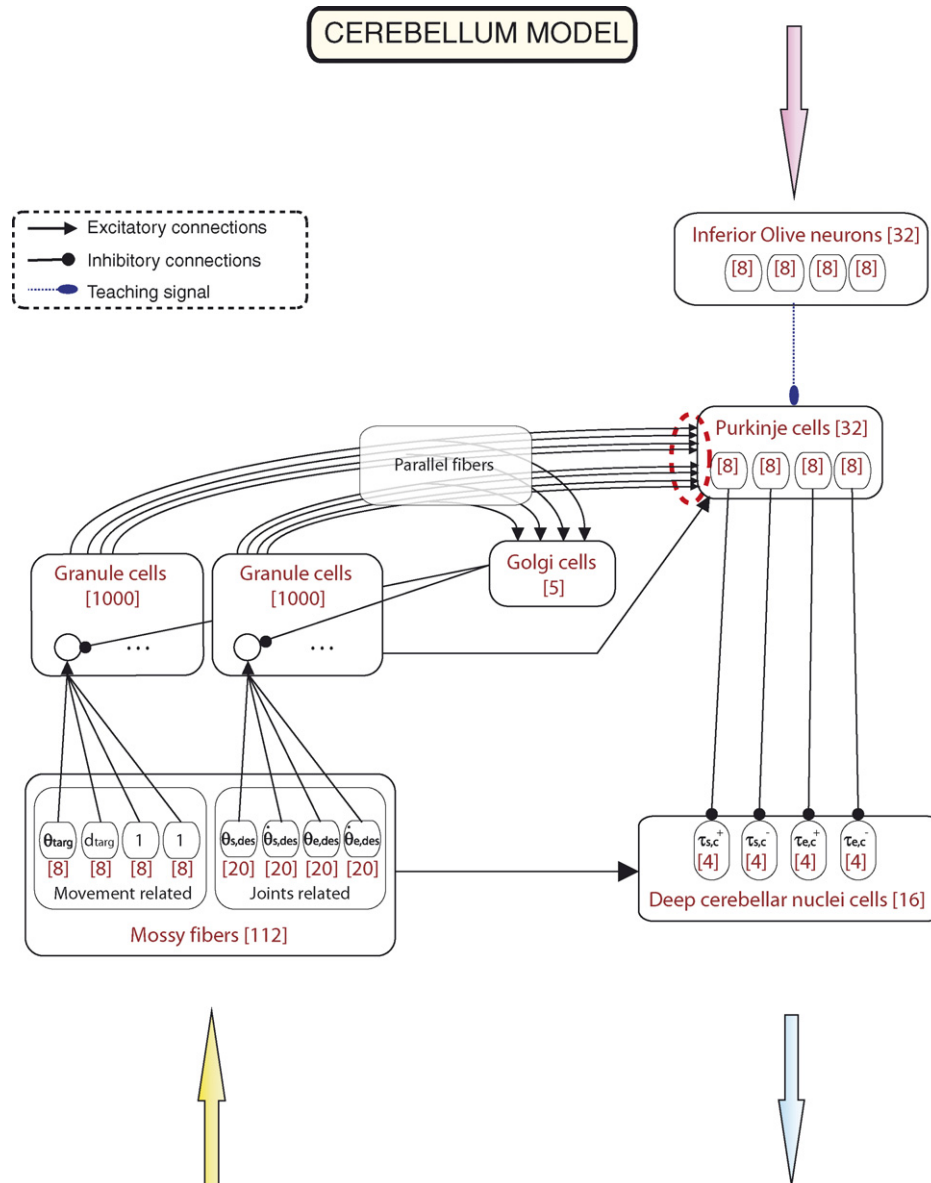 CEREBELLUM MODEL
Excitatory connections
Inhibitory connections
Teaching signal
Inferior Olive neurons [32]
[8] [8] [8] [8]
Purkinje cells [32]
[8] [8] [8] [8]
Parallel fibers
Granule cells
[1000]
...
Granule cells
[1000]
...
Golgi cells
[5]
θtarg dtarg 1 1
[8] [8] [8] [8]
Movement related
θs,des θ̇s,des θe,des θ̇e,des
[20] [20] [20] [20]
Joints related
Mossy fibers [112]
τs,c+ τs,c- τe,c+ τe,c-
[4] [4] [4] [4]
Deep cerebellar nuclei cells [16]